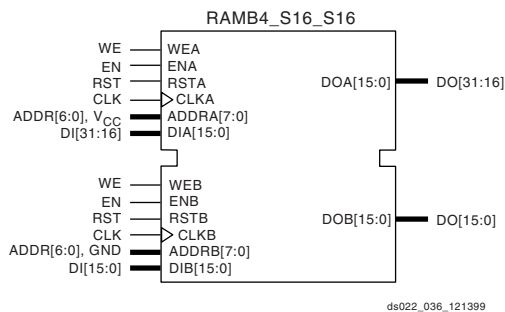 RAMB4_S16_S16
WE WEA
EN ENA
RST RSTA DOA[15:0] DO[31:16]
CLK CLKA
ADDR[6:0], VCC ADDRA[7:0]
DI[31:16] DIA[15:0]
WE WEB
EN ENB
RST RSTB DOB[15:0] DO[15:0]
CLK CLKB
ADDR[6:0], GND ADDRB[7:0]
DI[15:0] DIB[15:0]
ds022_036_121399